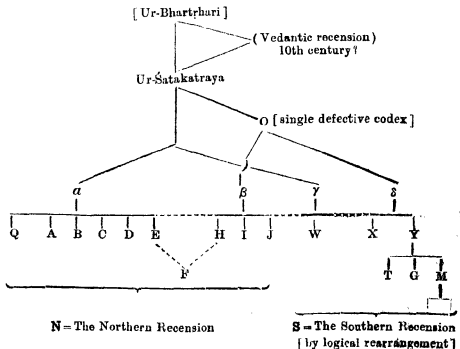 [ Ur-Bhartṛhari ]
(Vedantic recension)
10th century?
Ur-Śatakatraya
O [single defective codex]
α β γ δ
Q A B C D E H I J W X Y
F T G M
N = The Northern Recension
S = The Southern Recension
[ by logical rearrangement ]